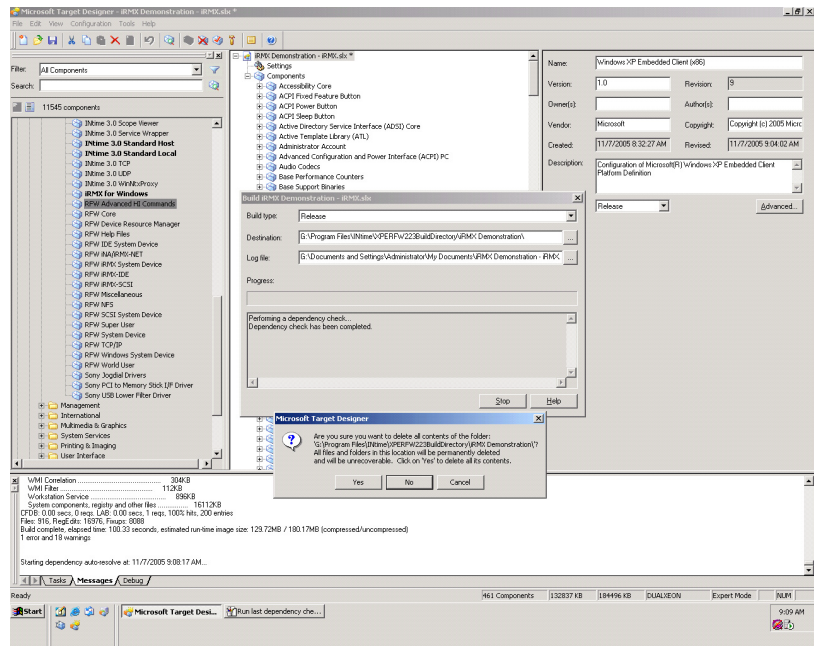 Microsoft Target Designer - iRMX Demonstration - iRMX.slx *
File Edit View Configuration Tools Help
Filter: All Components
Search:
11545 components
INtime 3.0 Scope Viewer
INtime 3.0 Service Wrapper
INtime 3.0 Standard Host
INtime 3.0 Standard Local
INtime 3.0 TCP
INtime 3.0 UDP
INtime 3.0 WinNtxProxy
iRMX for Windows
RFW Advanced HI Commands
RFW Core
RFW Device Resource Manager
RFW Help Files
RFW IDE System Device
RFW iNA/iRMX-NET
RFW iRMX System Device
RFW iRMX-IDE
RFW iRMX-SCSI
RFW Miscellaneous
RFW NFS
RFW SCSI System Device
RFW Super User
RFW System Device
RFW TCP/IP
RFW Windows System Device
RFW World User
Sony Jogdial Drivers
Sony PCI to Memory Stick I/F Driver
Sony USB Lower Filter Driver
Management
International
Multimedia & Graphics
System Services
Printing & Imaging
User Interface
iRMX Demonstration - iRMX.slx *
Settings
Components
Accessibility Core
ACPI Fixed Feature Button
ACPI Power Button
ACPI Sleep Button
Active Directory Service Interface (ADSI) Core
Active Template Library (ATL)
Administrator Account
Advanced Configuration and Power Interface (ACPI) PC
Audio Codecs
Base Performance Counters
Base Support Binaries
Name: Windows XP Embedded Client (x86)
Version: 1.0 Revision: 9
Owner(s): Author(s):
Vendor: Microsoft Copyright: Copyright (c) 2005 Micro
Created: 11/7/2005 8:32:27 AM Revised: 11/7/2005 9:04:02 AM
Description: Configuration of Microsoft(R) Windows XP Embedded Client
Platform Definition
Release Advanced...
Build iRMX Demonstration - iRMX.slx
Build type: Release
Destination: G:\Program Files\INtime\XPERFW223BuildDirectory\iRMX Demonstration\ ...
Log file: G:\Documents and Settings\Administrator\My Documents\iRMX Demonstration - iRMX ...
Progress:
Performing a dependency check...
Dependency check has been completed.
Stop Help
Microsoft Target Designer
Are you sure you want to delete all contents of the folder:
'G:\Program Files\INtime\XPERFW223BuildDirectory\iRMX Demonstration\'?
All files and folders in this location will be permanently deleted
and will be unrecoverable. Click on 'Yes' to delete all its contents.
Yes No Cancel
WMI Correlation .......................................... 304KB
WMI Filter .................................................. 112KB
Workstation Service ................................. 896KB
System components, registry and other files ................ 16112KB
CFDB: 0.00 secs, 0 reqs. LAB: 0.00 secs, 1 reqs, 100% hits, 200 entries
Files: 916, RegEdits: 16976, Fixups: 8088
Build complete, elapsed time: 100.33 seconds, estimated run-time image size: 129.72MB / 180.17MB (compressed/uncompressed)
1 error and 18 warnings
Starting dependency auto-resolve at: 11/7/2005 9:08:17 AM...
Tasks Messages Debug
Ready 461 Components 132837 KB 184496 KB DUALXEON Expert Mode NUM
Start Microsoft Target Desi... Run last dependency che... 9:09 AM